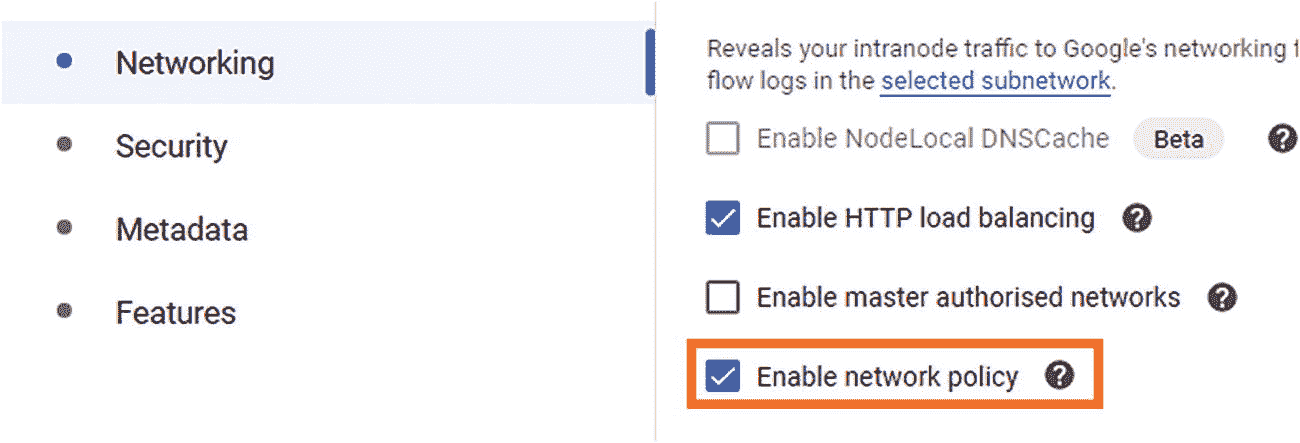 Networking
Security
Metadata
Features
Reveals your intranode traffic to Google's networking
flow logs in the selected subnetwork.
Enable NodeLocal DNSCache Beta ?
Enable HTTP load balancing ?
Enable master authorised networks ?
Enable network policy ?